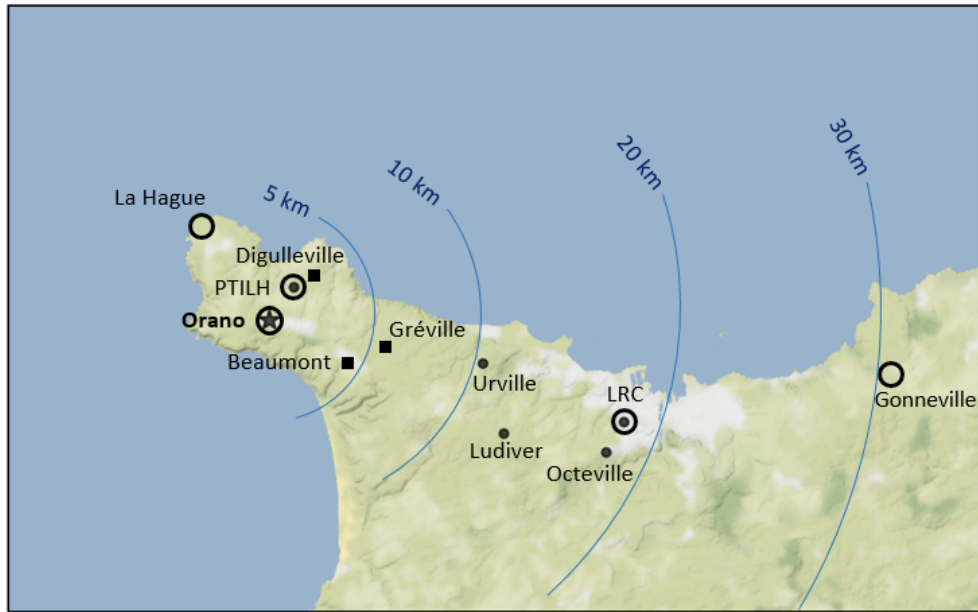 30 km
20 km
10 km
5 km
La Hague
Digulleville
PTILH
Orano
Gréville
Beaumont
Urville
Gonneville
LRC
Ludiver
Octeville